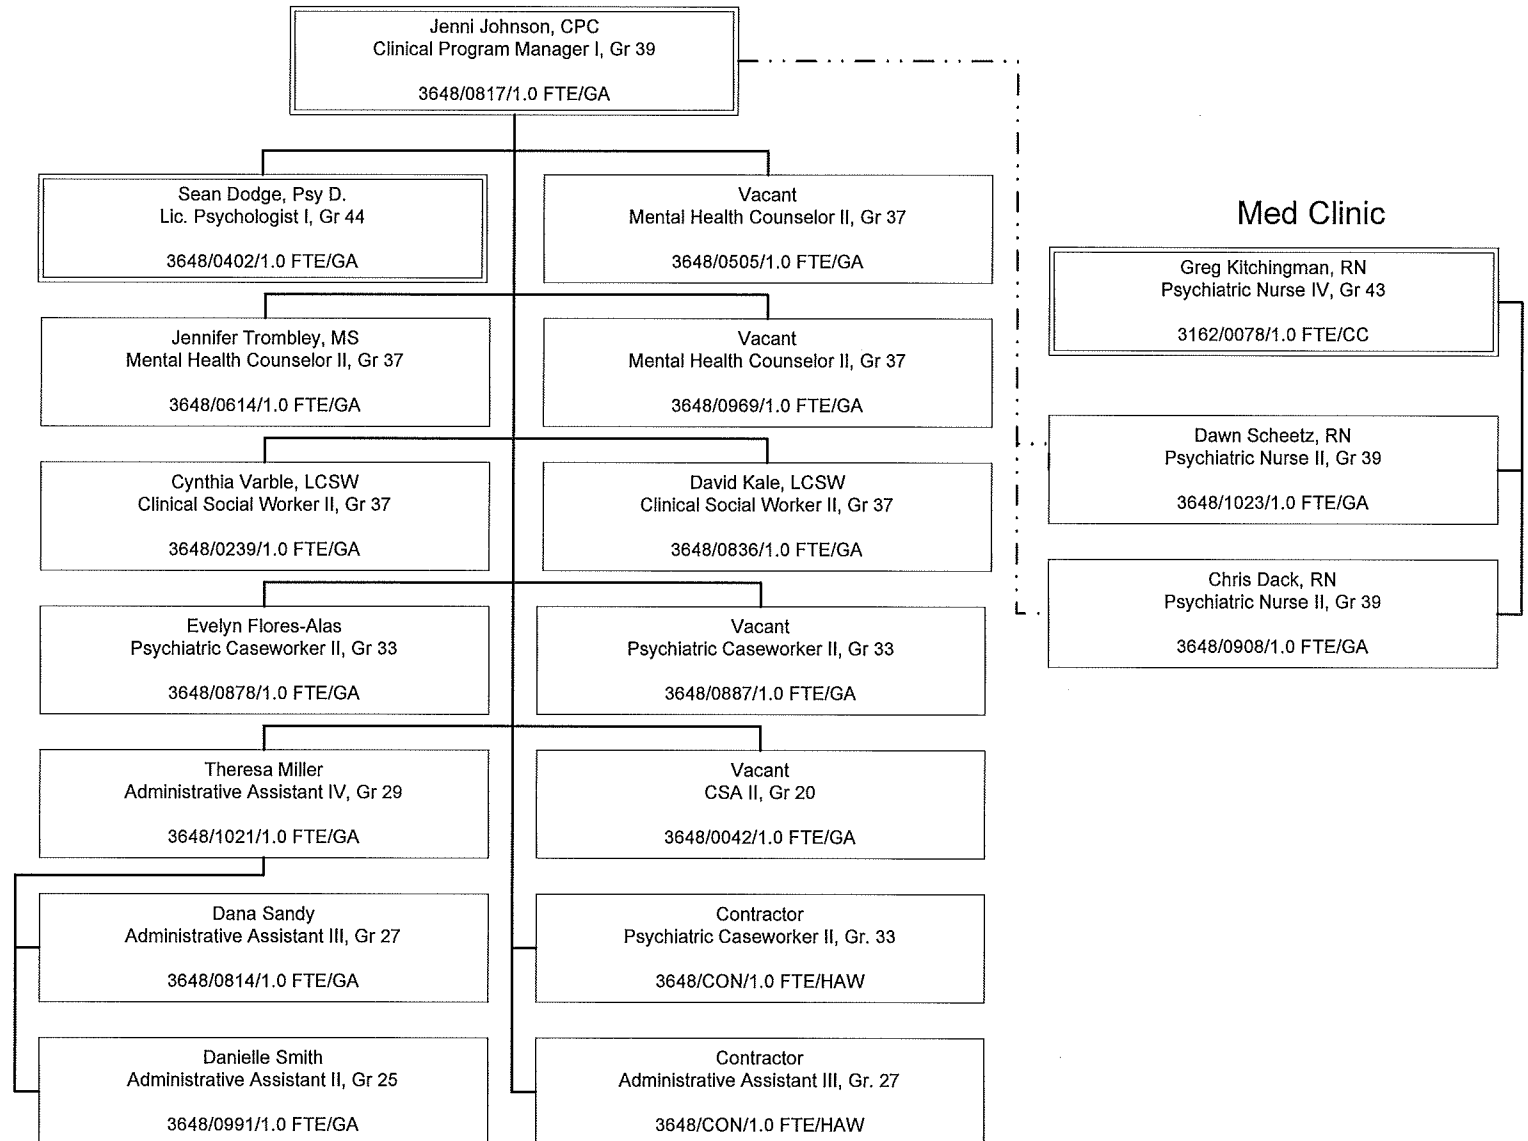 Jenni Johnson, CPC
Clinical Program Manager I, Gr 39
3648/0817/1.0 FTE/GA
Sean Dodge, Psy D.
Lic. Psychologist I, Gr 44
3648/0402/1.0 FTE/GA
Vacant
Mental Health Counselor II, Gr 37
3648/0505/1.0 FTE/GA
Jennifer Trombley, MS
Mental Health Counselor II, Gr 37
3648/0614/1.0 FTE/GA
Vacant
Mental Health Counselor II, Gr 37
3648/0969/1.0 FTE/GA
Cynthia Varble, LCSW
Clinical Social Worker II, Gr 37
3648/0239/1.0 FTE/GA
David Kale, LCSW
Clinical Social Worker II, Gr 37
3648/0836/1.0 FTE/GA
Evelyn Flores-Alas
Psychiatric Caseworker II, Gr 33
3648/0878/1.0 FTE/GA
Vacant
Psychiatric Caseworker II, Gr 33
3648/0887/1.0 FTE/GA
Theresa Miller
Administrative Assistant IV, Gr 29
3648/1021/1.0 FTE/GA
Vacant
CSA II, Gr 20
3648/0042/1.0 FTE/GA
Dana Sandy
Administrative Assistant III, Gr 27
3648/0814/1.0 FTE/GA
Contractor
Psychiatric Caseworker II, Gr. 33
3648/CON/1.0 FTE/HAW
Danielle Smith
Administrative Assistant II, Gr 25
3648/0991/1.0 FTE/GA
Contractor
Administrative Assistant III, Gr. 27
3648/CON/1.0 FTE/HAW
Med Clinic
Greg Kitchingman, RN
Psychiatric Nurse IV, Gr 43
3162/0078/1.0 FTE/CC
Dawn Scheetz, RN
Psychiatric Nurse II, Gr 39
3648/1023/1.0 FTE/GA
Chris Dack, RN
Psychiatric Nurse II, Gr 39
3648/0908/1.0 FTE/GA